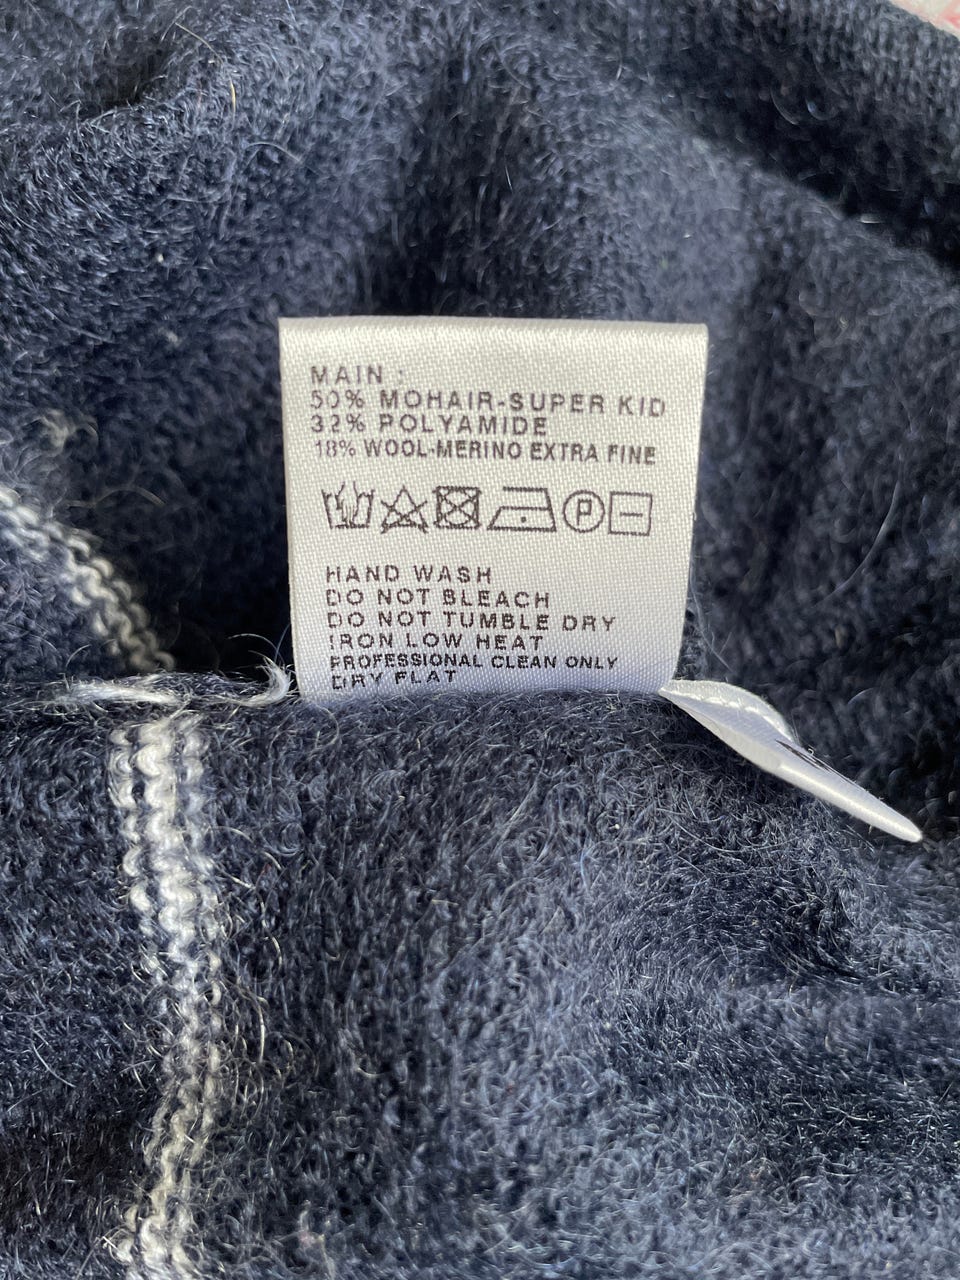 MAIN :
50% MOHAIR-SUPER KID
32% POLYAMIDE
18% WOOL-MERINO EXTRA FINE
P
HAND WASH
DO NOT BLEACH
DO NOT TUMBLE DRY
IRON LOW HEAT
PROFESSIONAL CLEAN ONLY
DRY FLAT